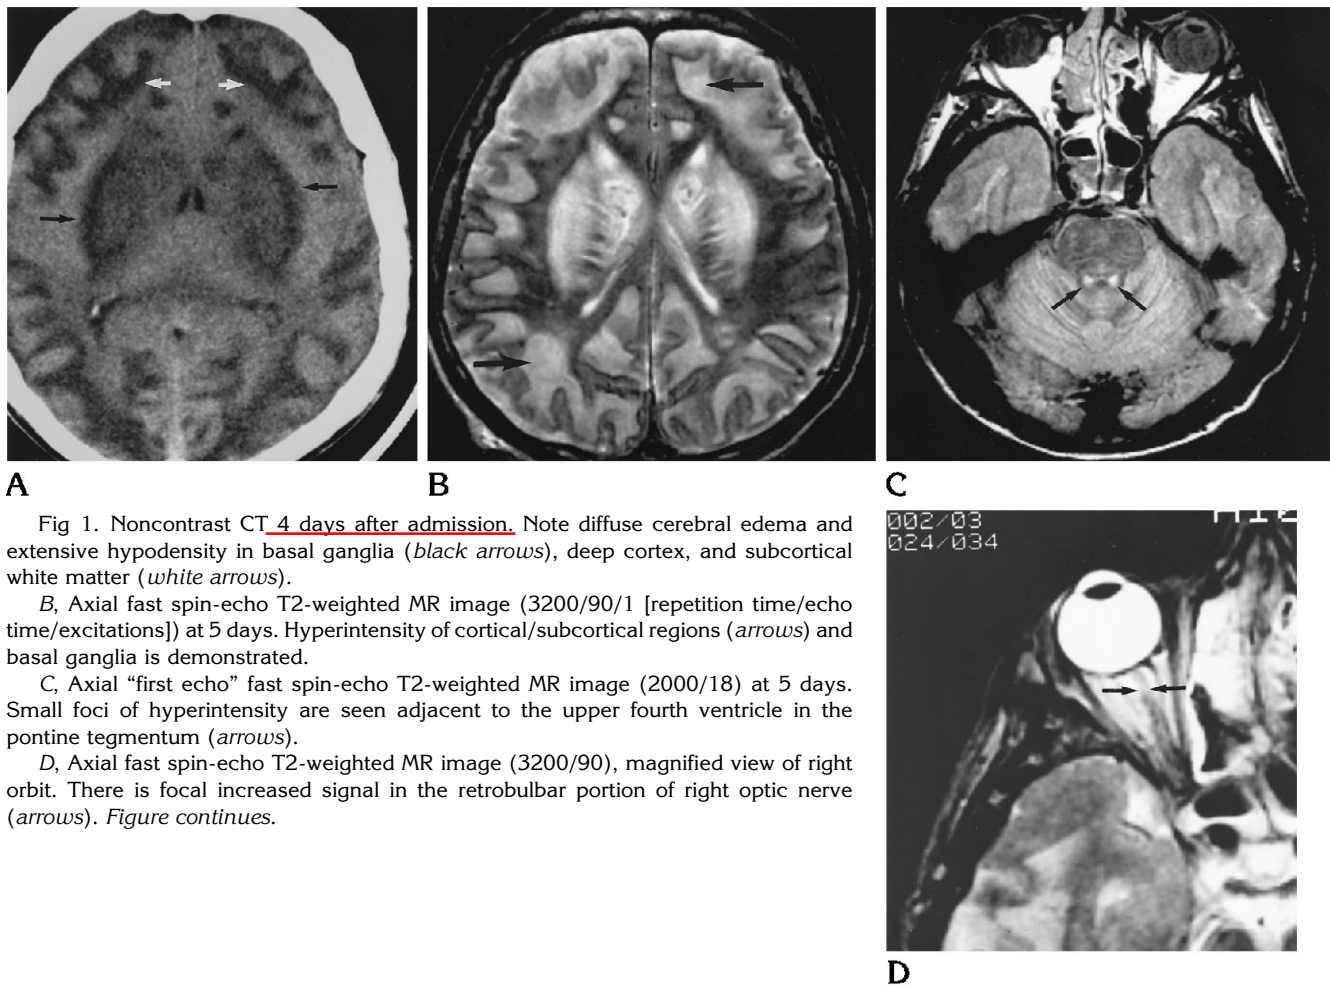 A
B
C
Fig 1. Noncontrast CT 4 days after admission. Note diffuse cerebral edema and
extensive hypodensity in basal ganglia (black arrows), deep cortex, and subcortical
white matter (white arrows).
B, Axial fast spin-echo T2-weighted MR image (3200/90/1 [repetition time/echo
time/excitations]) at 5 days. Hyperintensity of cortical/subcortical regions (arrows) and
basal ganglia is demonstrated.
C, Axial “first echo” fast spin-echo T2-weighted MR image (2000/18) at 5 days.
Small foci of hyperintensity are seen adjacent to the upper fourth ventricle in the
pontine tegmentum (arrows).
D, Axial fast spin-echo T2-weighted MR image (3200/90), magnified view of right
orbit. There is focal increased signal in the retrobulbar portion of right optic nerve
(arrows). Figure continues.
002/03
024/034
D